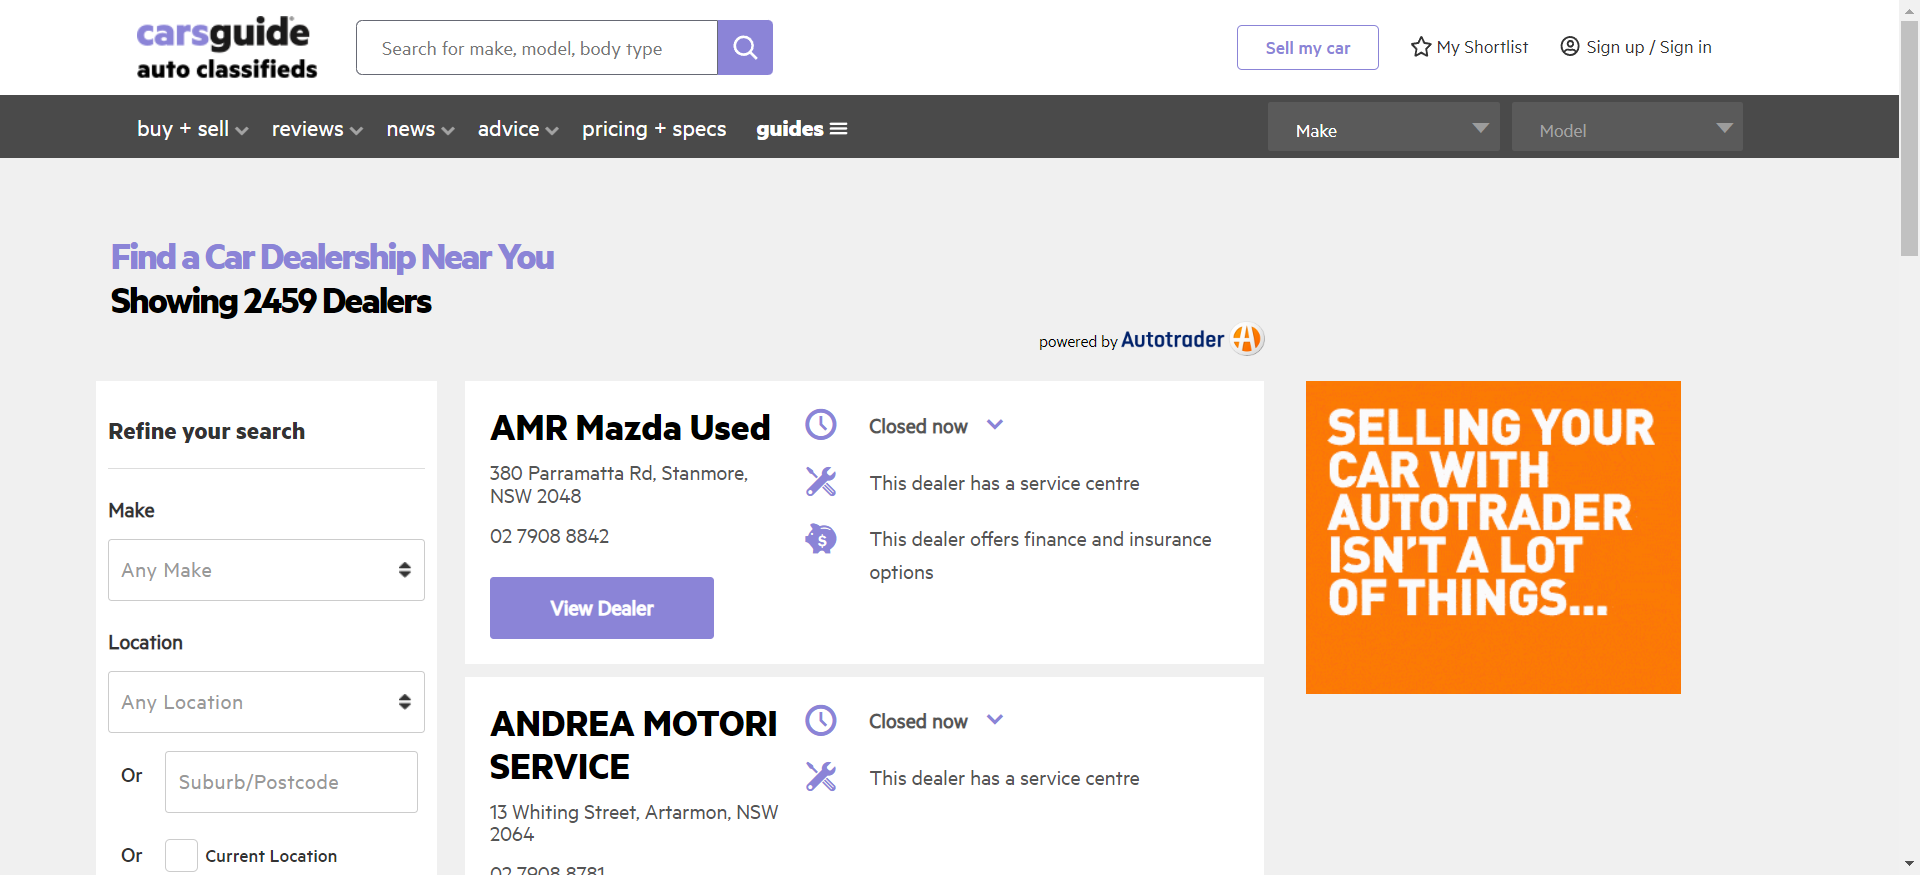 carsguide
auto classifieds
Search for make, model, body type
Sell my car
My Shortlist
Sign up / Sign in
buy + sell
reviews
news
advice
pricing + specs
guides
Make
Model
Find a Car Dealership Near You
Showing 2459 Dealers
powered by Autotrader
Refine your search
Make
Any Make
Location
Any Location
Or
Suburb/Postcode
Or
Current Location
AMR Mazda Used
380 Parramatta Rd, Stanmore,
NSW 2048
02 7908 8842
View Dealer
Closed now
This dealer has a service centre
This dealer offers finance and insurance
options
ANDREA MOTORI
SERVICE
13 Whiting Street, Artarmon, NSW
2064
02 7908 8781
Closed now
This dealer has a service centre
SELLING YOUR
CAR WITH
AUTOTRADER
ISN'T A LOT
OF THINGS...